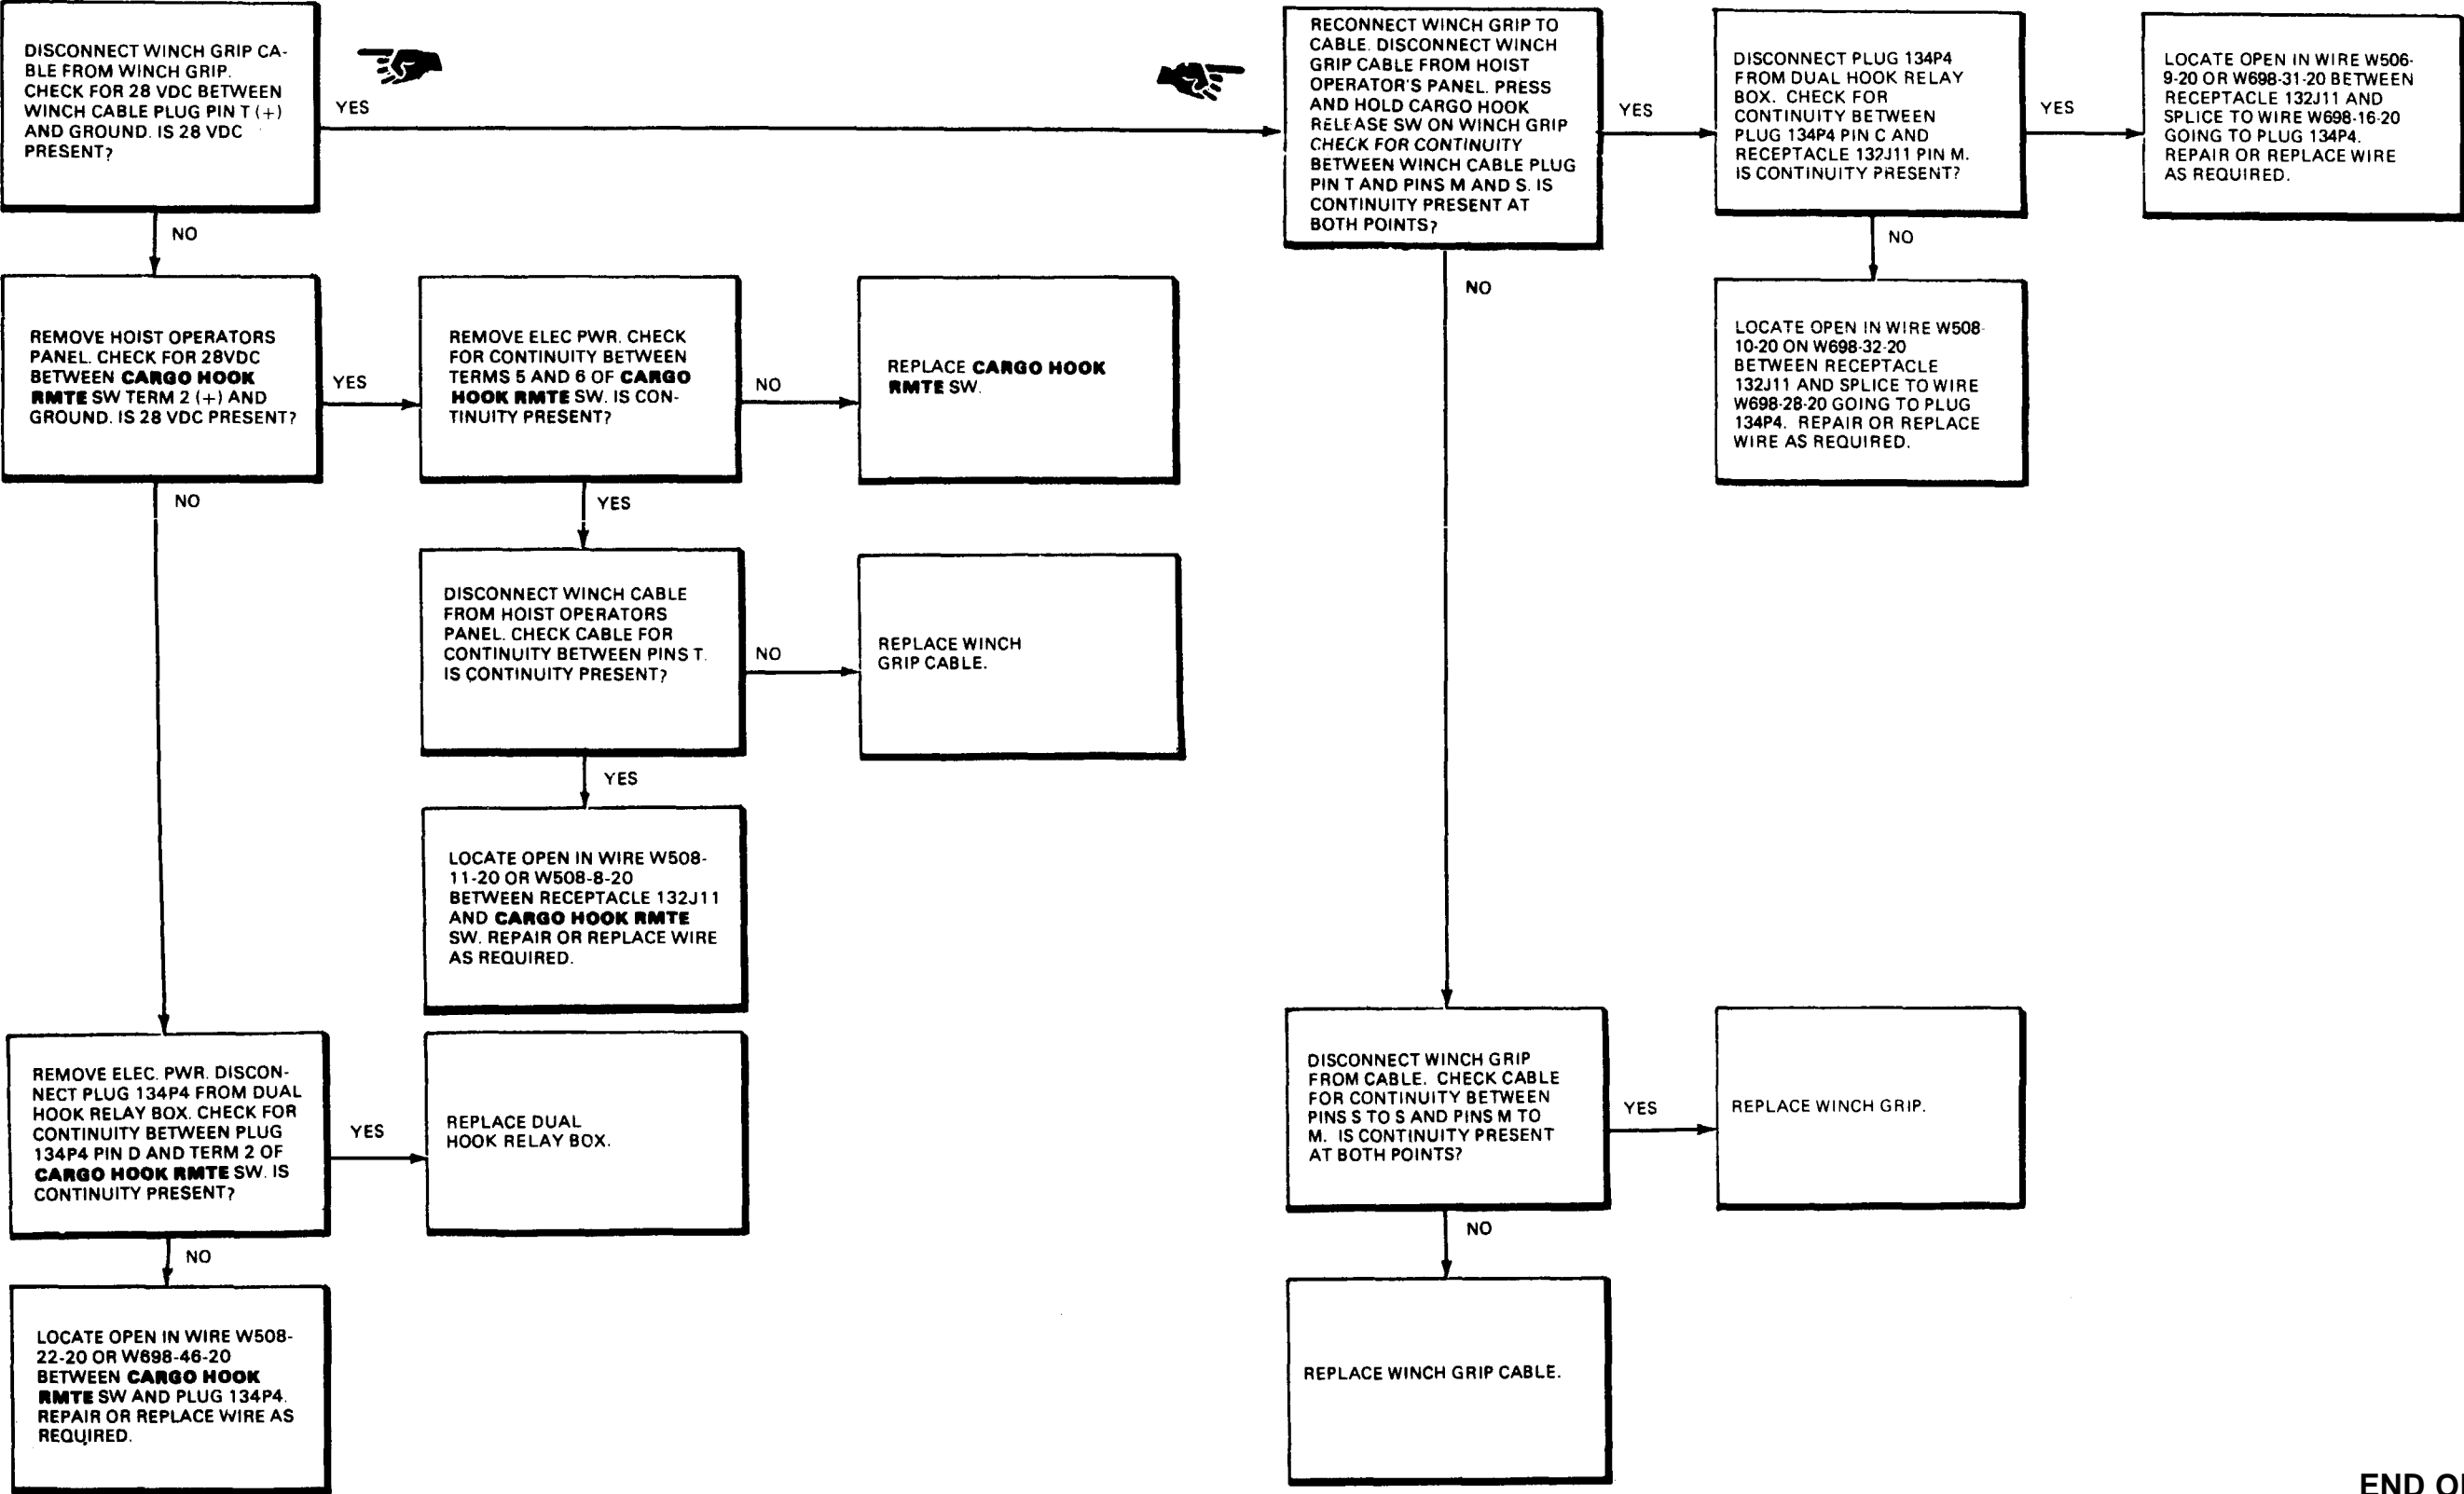 DISCONNECT WINCH GRIP CA-
BLE FROM WINCH GRIP.
CHECK FOR 28 VDC BETWEEN
WINCH CABLE PLUG PIN T (+)
AND GROUND. IS 28 VDC
PRESENT?
YES
RECONNECT WINCH GRIP TO
CABLE. DISCONNECT WINCH
GRIP CABLE FROM HOIST
OPERATOR'S PANEL. PRESS
AND HOLD CARGO HOOK
RELEASE SW ON WINCH GRIP
CHECK FOR CONTINUITY
BETWEEN WINCH CABLE PLUG
PIN T AND PINS M AND S. IS
CONTINUITY PRESENT AT
BOTH POINTS?
YES
DISCONNECT PLUG 134P4
FROM DUAL HOOK RELAY
BOX. CHECK FOR
CONTINUITY BETWEEN
PLUG 134P4 PIN C AND
RECEPTACLE 132J11 PIN M.
IS CONTINUITY PRESENT?
YES
LOCATE OPEN IN WIRE W506-
9-20 OR W698-31-20 BETWEEN
RECEPTACLE 132J11 AND
SPLICE TO WIRE W698-16-20
GOING TO PLUG 134P4.
REPAIR OR REPLACE WIRE
AS REQUIRED.
NO
NO
NO
REMOVE HOIST OPERATORS
PANEL. CHECK FOR 28VDC
BETWEEN CARGO HOOK
RMTE SW TERM 2 (+) AND
GROUND. IS 28 VDC PRESENT?
YES
REMOVE ELEC PWR. CHECK
FOR CONTINUITY BETWEEN
TERMS 5 AND 6 OF CARGO
HOOK RMTE SW. IS CON-
TINUITY PRESENT?
NO
REPLACE CARGO HOOK
RMTE SW.
LOCATE OPEN IN WIRE W508-
10-20 ON W698-32-20
BETWEEN RECEPTACLE
132J11 AND SPLICE TO WIRE
W698-28-20 GOING TO PLUG
134P4. REPAIR OR REPLACE
WIRE AS REQUIRED.
NO
YES
DISCONNECT WINCH CABLE
FROM HOIST OPERATORS
PANEL. CHECK CABLE FOR
CONTINUITY BETWEEN PINS T.
IS CONTINUITY PRESENT?
NO
REPLACE WINCH
GRIP CABLE.
YES
LOCATE OPEN IN WIRE W508-
11-20 OR W508-8-20
BETWEEN RECEPTACLE 132J11
AND CARGO HOOK RMTE
SW. REPAIR OR REPLACE WIRE
AS REQUIRED.
REMOVE ELEC. PWR. DISCON-
NECT PLUG 134P4 FROM DUAL
HOOK RELAY BOX. CHECK FOR
CONTINUITY BETWEEN PLUG
134P4 PIN D AND TERM 2 OF
CARGO HOOK RMTE SW. IS
CONTINUITY PRESENT?
YES
REPLACE DUAL
HOOK RELAY BOX.
DISCONNECT WINCH GRIP
FROM CABLE. CHECK CABLE
FOR CONTINUITY BETWEEN
PINS S TO S AND PINS M TO
M. IS CONTINUITY PRESENT
AT BOTH POINTS?
YES
REPLACE WINCH GRIP.
NO
NO
LOCATE OPEN IN WIRE W508-
22-20 OR W698-46-20
BETWEEN CARGO HOOK
RMTE SW AND PLUG 134P4.
REPAIR OR REPLACE WIRE AS
REQUIRED.
REPLACE WINCH GRIP CABLE.
END